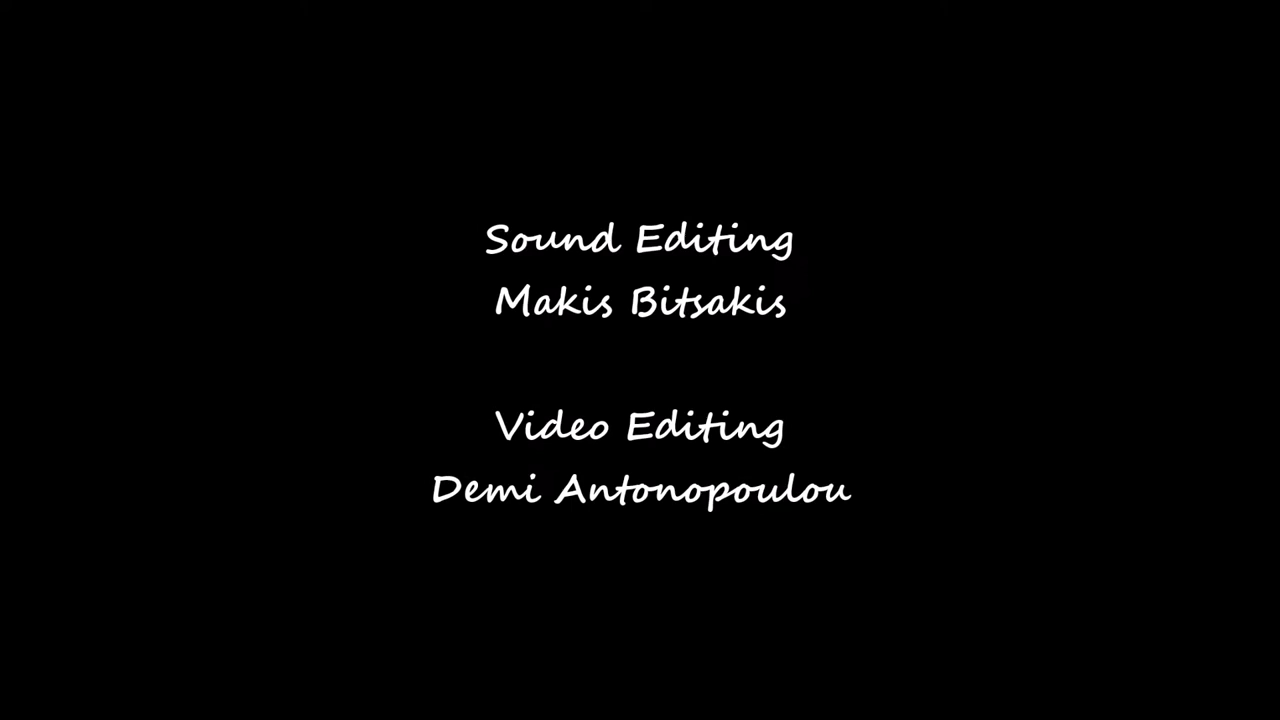 Sound Editing
Makis Bitsakis
Video Editing
Demi Antonopoulou